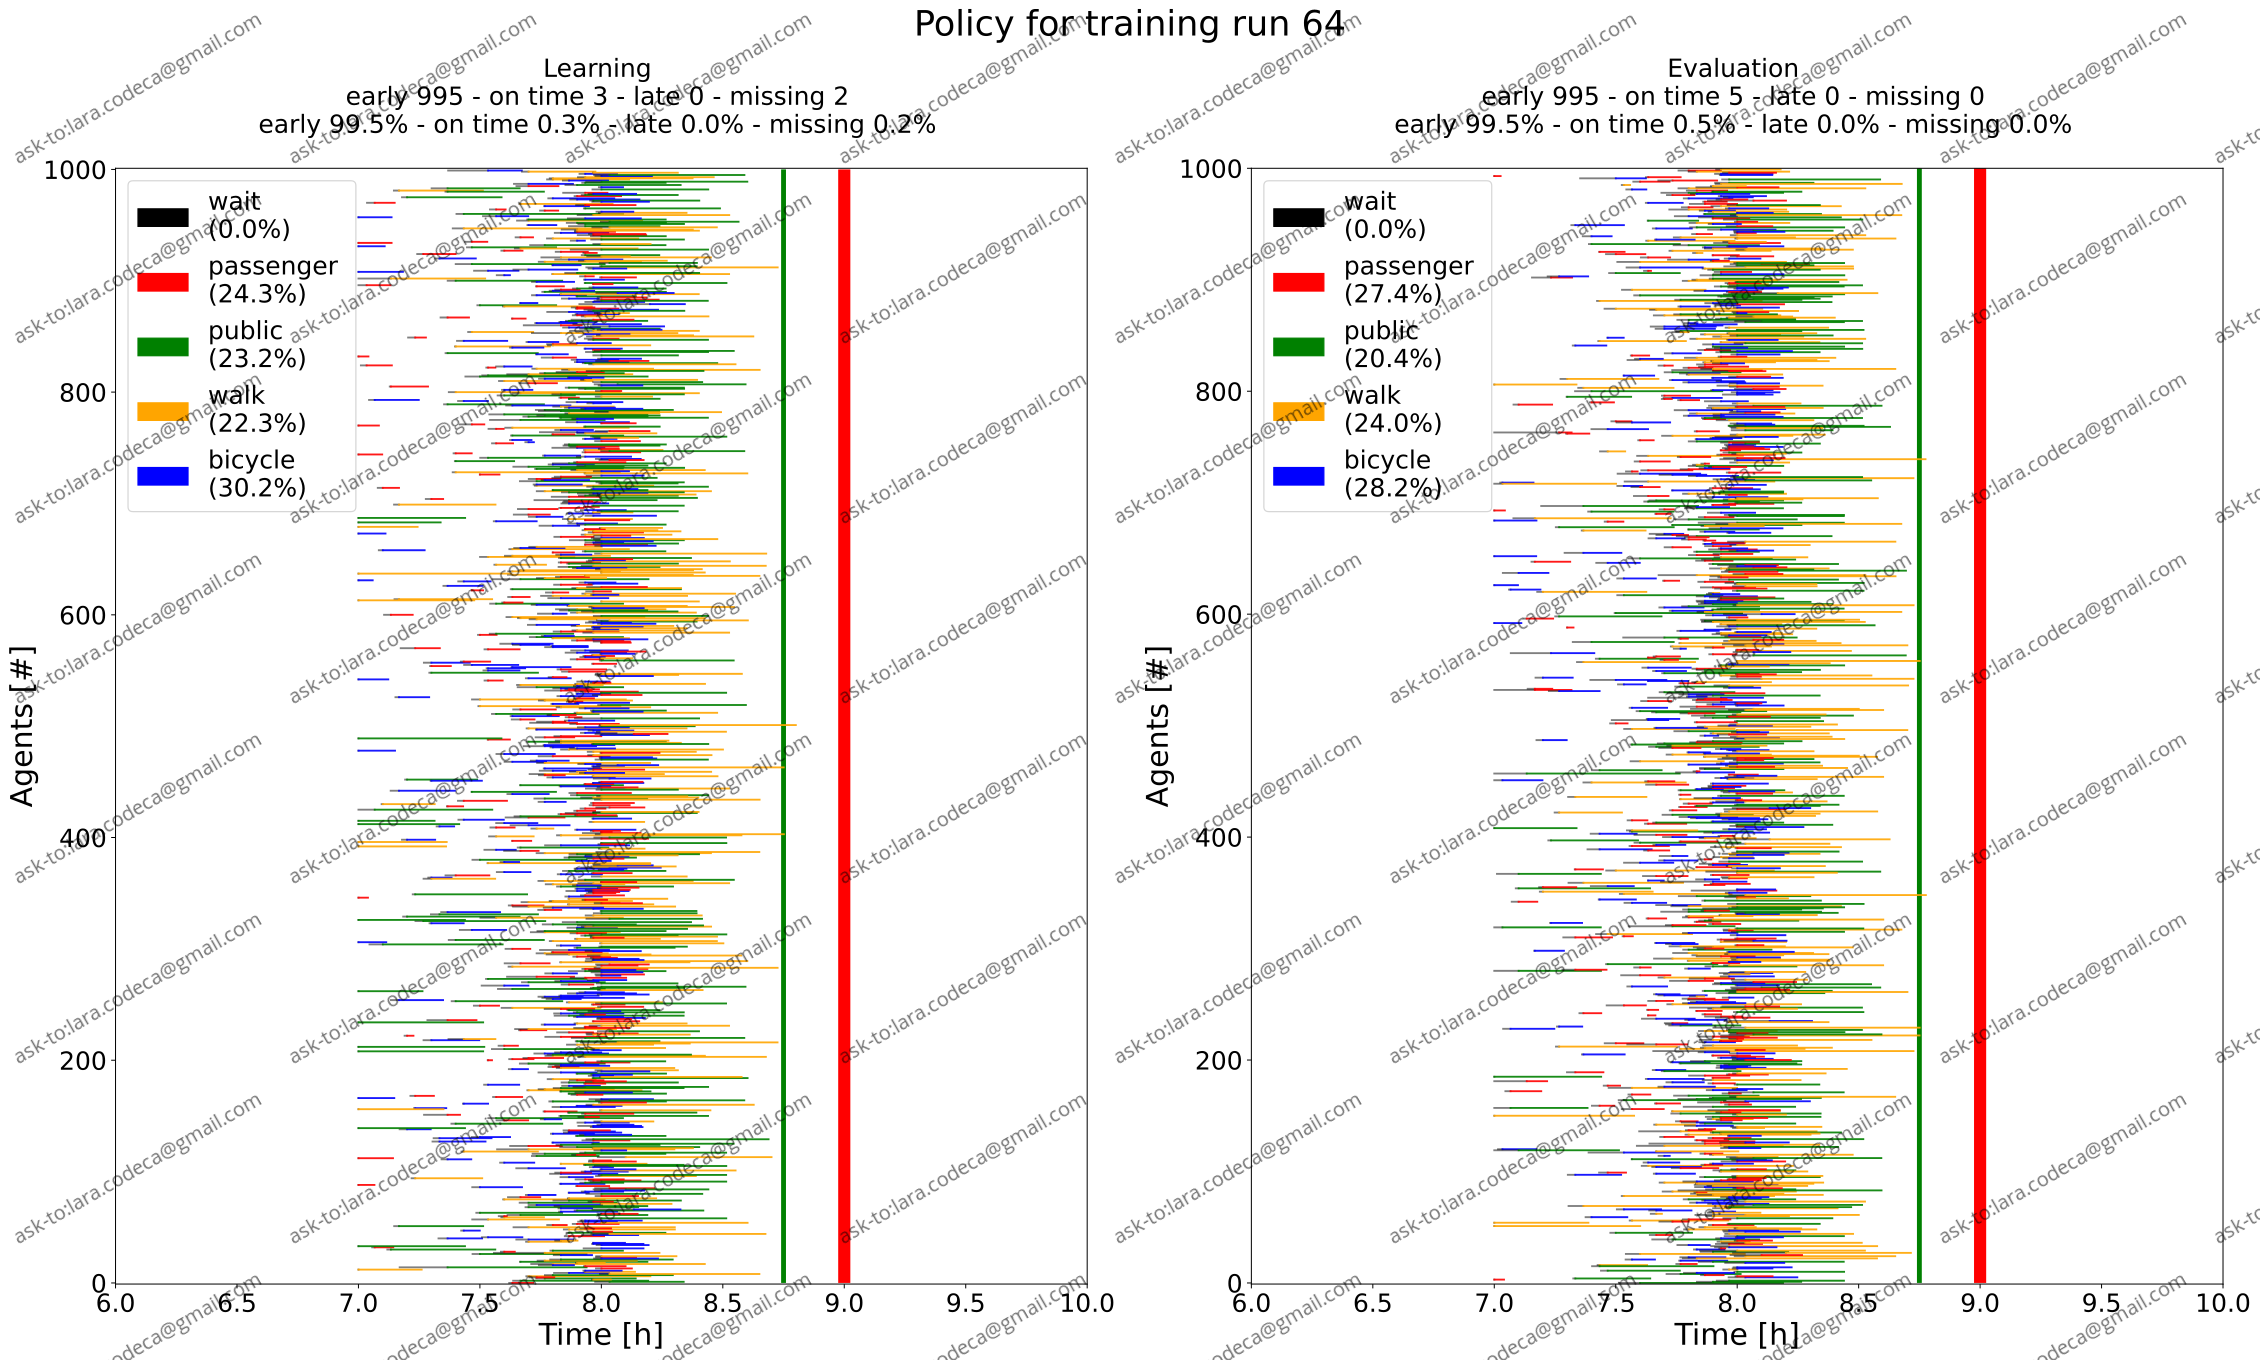 Policy for training run 64
Learning
early 995 - on time 3 - late 0 - missing 2
early 99.5% - on time 0.3% - late 0.0% - missing 0.2%
Agents [#]
1000
800
600
400
200
0
wait
(0.0%)
passenger
(24.3%)
public
(23.2%)
walk
(22.3%)
bicycle
(30.2%)
6.0 6.5 7.0 7.5 8.0 8.5 9.0 9.5 10.0
Time [h]
Evaluation
early 995 - on time 5 - late 0 - missing 0
early 99.5% - on time 0.5% - late 0.0% - missing 0.0%
Agents [#]
1000
800
600
400
200
0
wait
(0.0%)
passenger
(27.4%)
public
(20.4%)
walk
(24.0%)
bicycle
(28.2%)
6.0 6.5 7.0 7.5 8.0 8.5 9.0 9.5 10.0
Time [h]
ask-to:lara.codeca@gmail.com